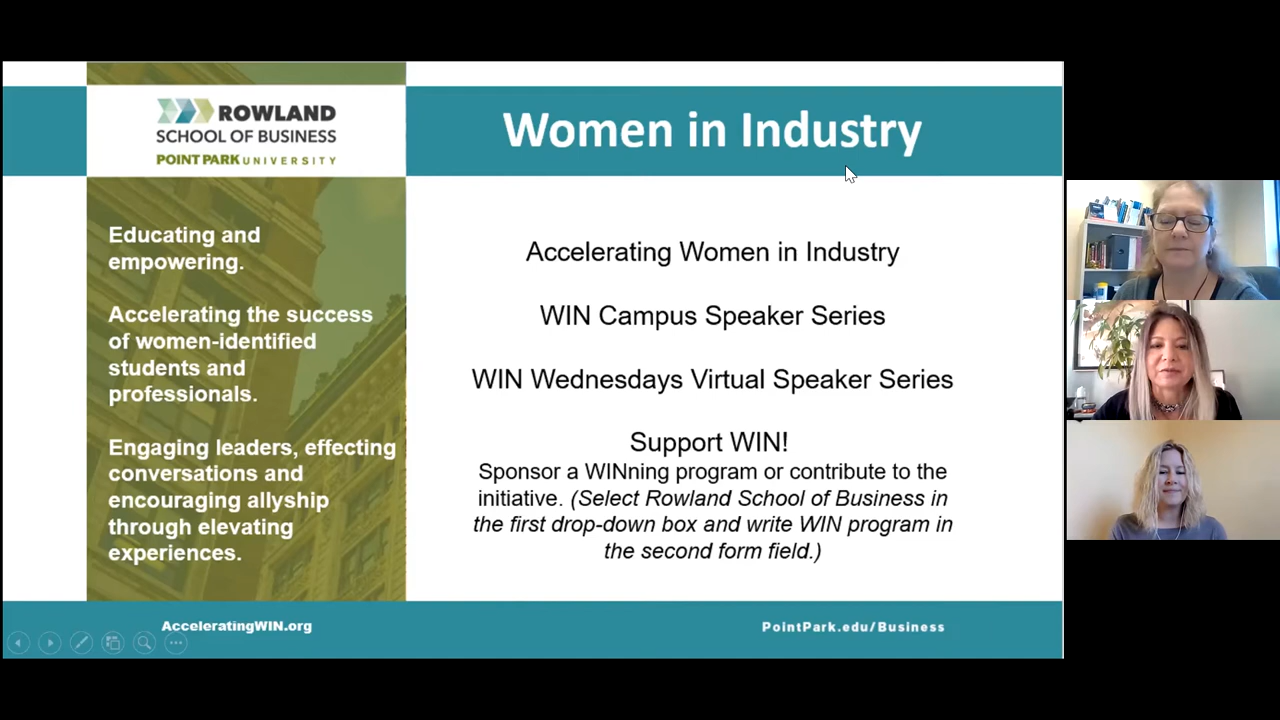 ROWLAND
SCHOOL OF BUSINESS
POINT PARK UNIVERSITY
Women in Industry
Educating and
empowering.
Accelerating the success
of women-identified
students and
professionals.
Engaging leaders, effecting
conversations and
encouraging allyship
through elevating
experiences.
Accelerating Women in Industry
WIN Campus Speaker Series
WIN Wednesdays Virtual Speaker Series
Support WIN!
Sponsor a WINning program or contribute to the
initiative. (Select Rowland School of Business in
the first drop-down box and write WIN program in
the second form field.)
AcceleratingWIN.org
PointPark.edu/Business